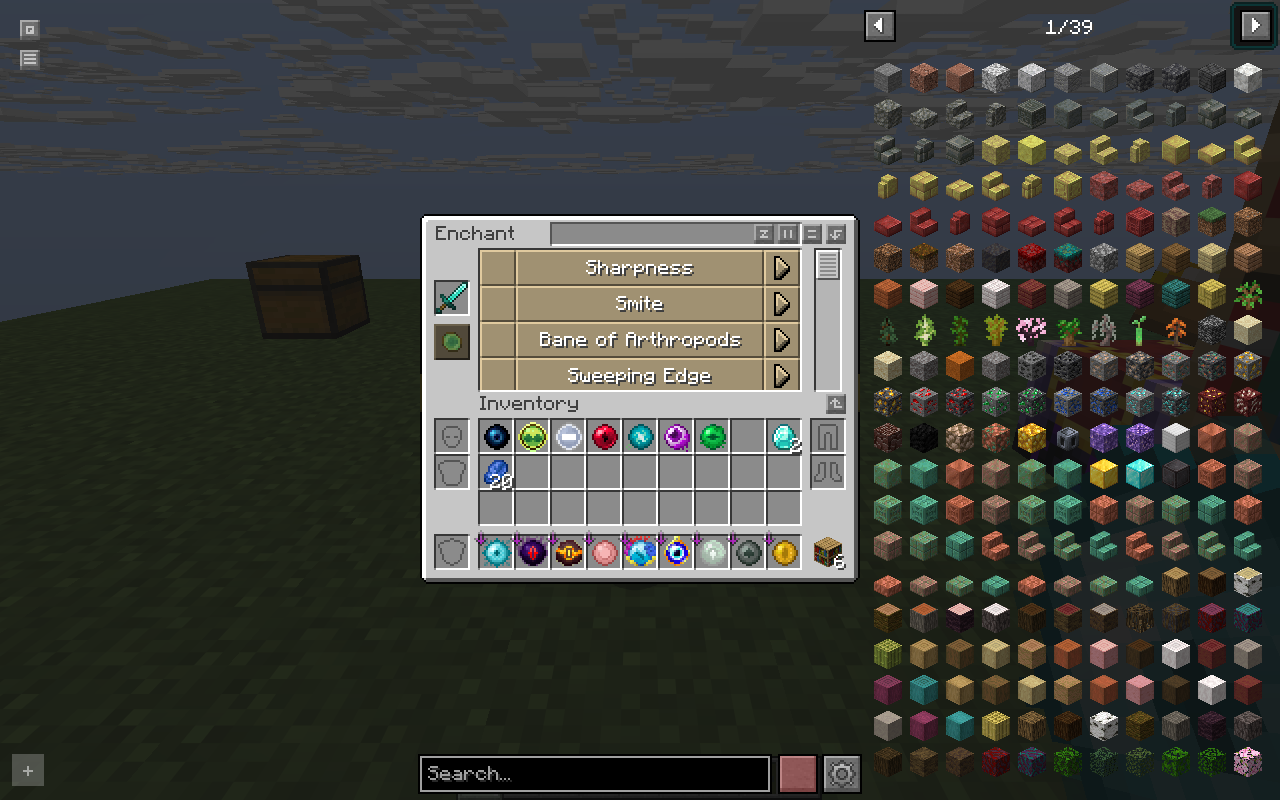 1/39
Enchant
Sharpness
Smite
Bane of Arthropods
Sweeping Edge
Inventory
2
20
6
Search...